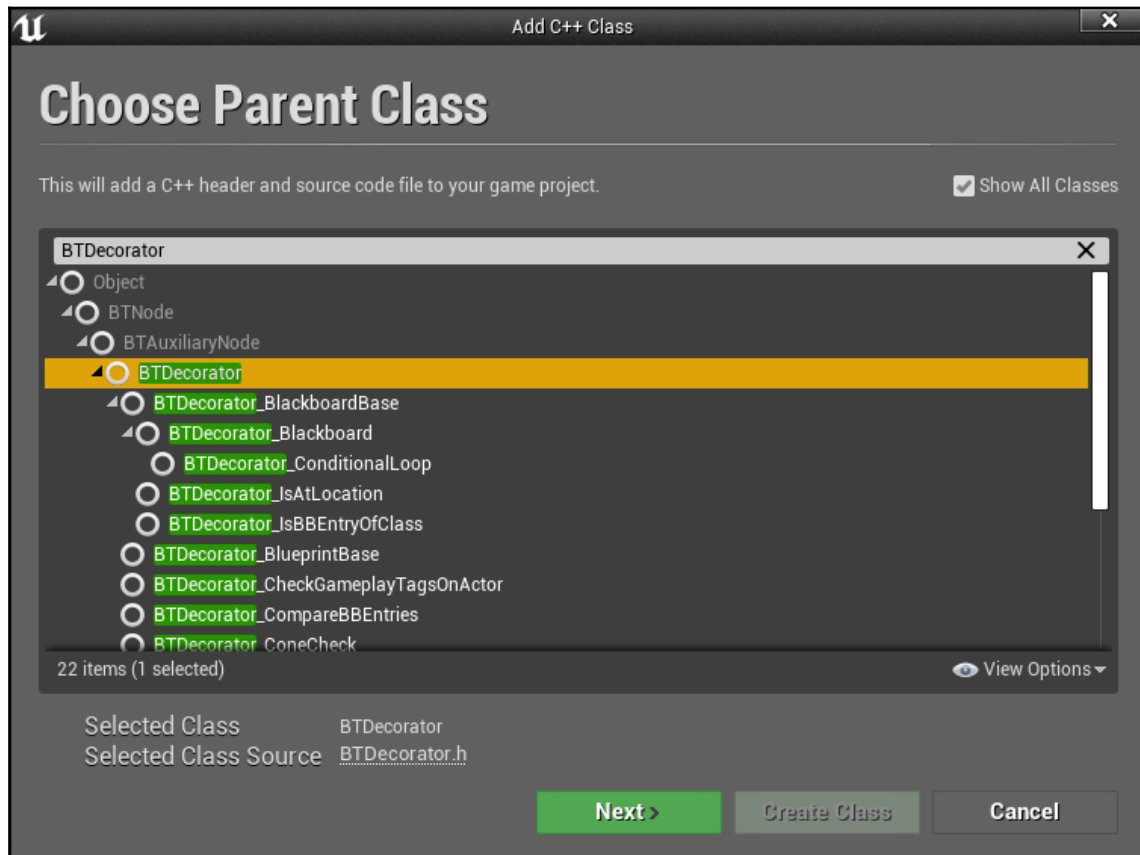 Add C++ Class
Choose Parent Class
This will add a C++ header and source code file to your game project.
Show All Classes
BTDecorator
Object
BTNode
BTAuxiliaryNode
BTDecorator
BTDecorator_BlackboardBase
BTDecorator_Blackboard
BTDecorator_ConditionalLoop
BTDecorator_IsAtLocation
BTDecorator_IsBBEntryOfClass
BTDecorator_BlueprintBase
BTDecorator_CheckGameplayTagsOnActor
BTDecorator_CompareBBEntries
BTDecorator_ConeCheck
22 items (1 selected)
View Options
Selected Class BTDecorator
Selected Class Source BTDecorator.h
Next >
Create Class
Cancel